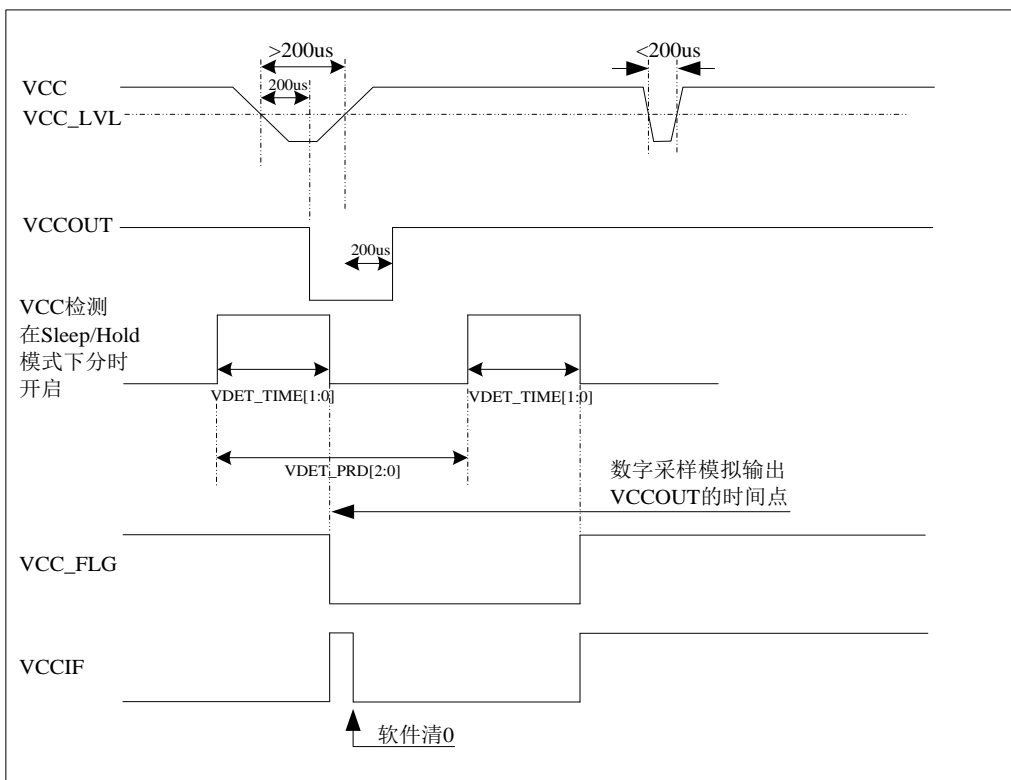 >200us
<200us
200us
VCC
VCC_LVL
VCCOUT
200us
VCC检测
在Sleep/Hold
模式下分时
开启
VDET_TIME[1:0]
VDET_TIME[1:0]
VDET_PRD[2:0]
数字采样模拟输出
VCCOUT的时间点
VCC_FLG
VCCIF
软件清0